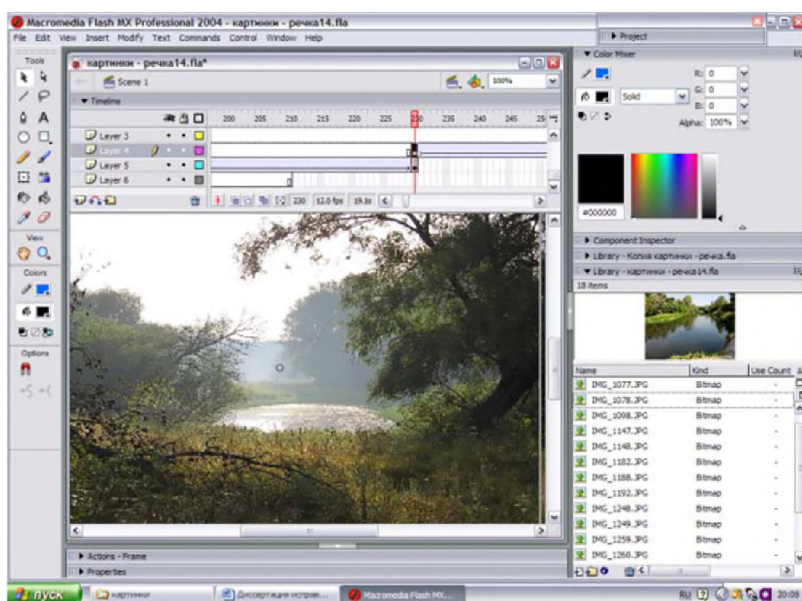 Macromedia Flash MX Professional 2004 - картинки - речка14.fla
File Edit View Insert Modify Text Commands Control Window Help
Project
Tools
картинки - речка14.fla*
Scene 1
100%
Timeline
200 205 210 215 220 225 230 235 240 245
Layer 3
Layer 4
Layer 5
Layer 6
230 12.0 fps 19.1s
View
Colors
Options
Color Mixer
R: 0
Solid
G: 0
B: 0
Alpha: 100%
#000000
Component Inspector
Library - Копия картинки - речка.fla
Library - картинки - речка14.fla
18 items
Name Kind Use Count
IMG_1077.JPG Bitmap -
IMG_1078.JPG Bitmap -
IMG_1098.JPG Bitmap -
IMG_1147.JPG Bitmap -
IMG_1148.JPG Bitmap -
IMG_1182.JPG Bitmap -
IMG_1188.JPG Bitmap -
IMG_1192.JPG Bitmap -
IMG_1248.JPG Bitmap -
IMG_1249.JPG Bitmap -
IMG_1259.JPG Bitmap -
IMG_1260.JPG Bitmap -
Actions - Frame
Properties
пуск
картинки
Диссертация исправ...
Macromedia Flash MX...
RU
20:08